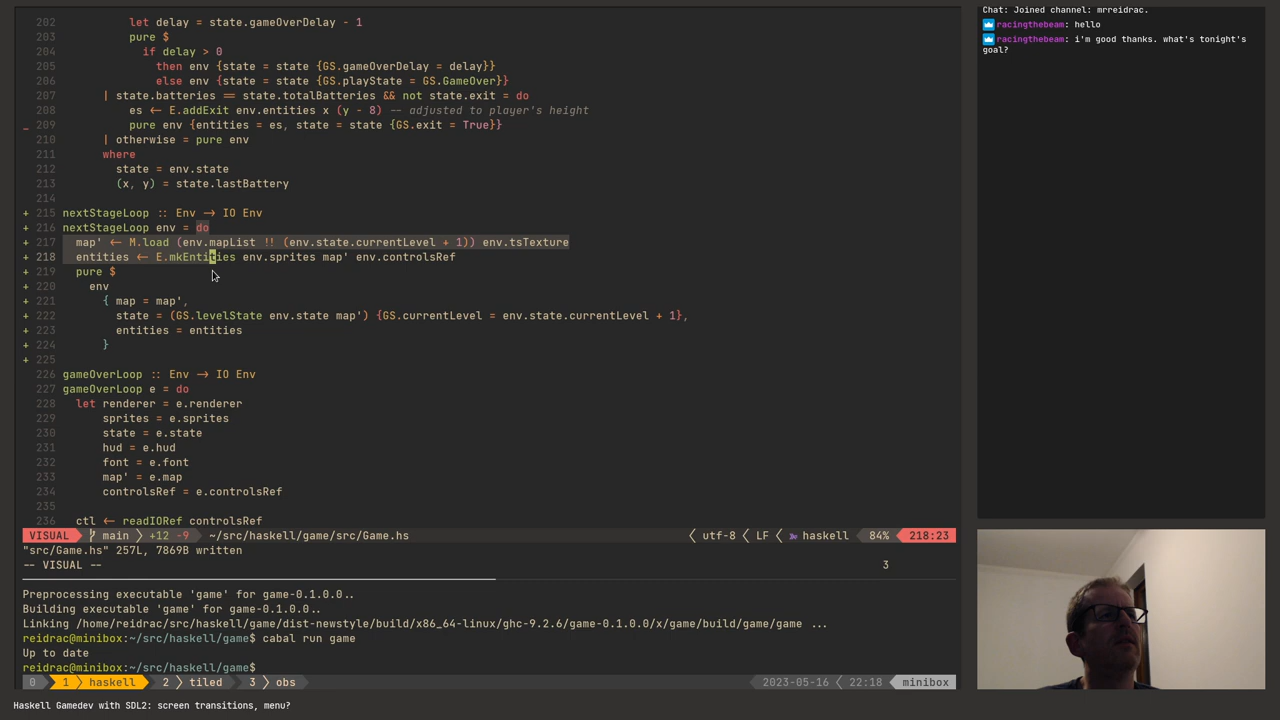 202 let delay = state.gameOverDelay - 1
203 pure $
204 if delay > 0
205 then env {state = state {GS.gameOverDelay = delay}}
206 else env {state = state {GS.playState = GS.GameOver}}
207 | state.batteries == state.totalBatteries && not state.exit = do
208 es <- E.addExit env.entities x (y - 8) -- adjusted to player's height
_ 209 pure env {entities = es, state = state {GS.exit = True}}
210 | otherwise = pure env
211 where
212 state = env.state
213 (x, y) = state.lastBattery
214
+ 215 nextStageLoop :: Env -> IO Env
+ 216 nextStageLoop env = do
+ 217 map' <- M.load (env.mapList !! (env.state.currentLevel + 1)) env.tsTexture
+ 218 entities <- E.mkEntities env.sprites map' env.controlsRef
+ 219 pure $
+ 220 env
+ 221 { map = map',
+ 222 state = (GS.levelState env.state map') {GS.currentLevel = env.state.currentLevel + 1},
+ 223 entities = entities
+ 224 }
+ 225
226 gameOverLoop :: Env -> IO Env
227 gameOverLoop e = do
228 let renderer = e.renderer
229 sprites = e.sprites
230 state = e.state
231 hud = e.hud
232 font = e.font
233 map' = e.map
234 controlsRef = e.controlsRef
235
236 ctl <- readIORef controlsRef
VISUAL main +12 -9 ~/src/haskell/game/src/Game.hs utf-8 LF haskell 84% 218:23
"src/Game.hs" 257L, 7869B written
-- VISUAL -- 3
Preprocessing executable 'game' for game-0.1.0.0..
Building executable 'game' for game-0.1.0.0..
Linking /home/reidrac/src/haskell/game/dist-newstyle/build/x86_64-linux/ghc-9.2.6/game-0.1.0.0/x/game/build/game/game ...
reidrac@minibox:~/src/haskell/game$ cabal run game
Up to date
reidrac@minibox:~/src/haskell/game$
0 1 haskell 2 tiled 3 obs 2023-05-16 22:18 minibox
Haskell Gamedev with SDL2: screen transitions, menu?
Chat: Joined channel: mrreidrac.
racingthebeam: hello
racingthebeam: i'm good thanks. what's tonight's
goal?